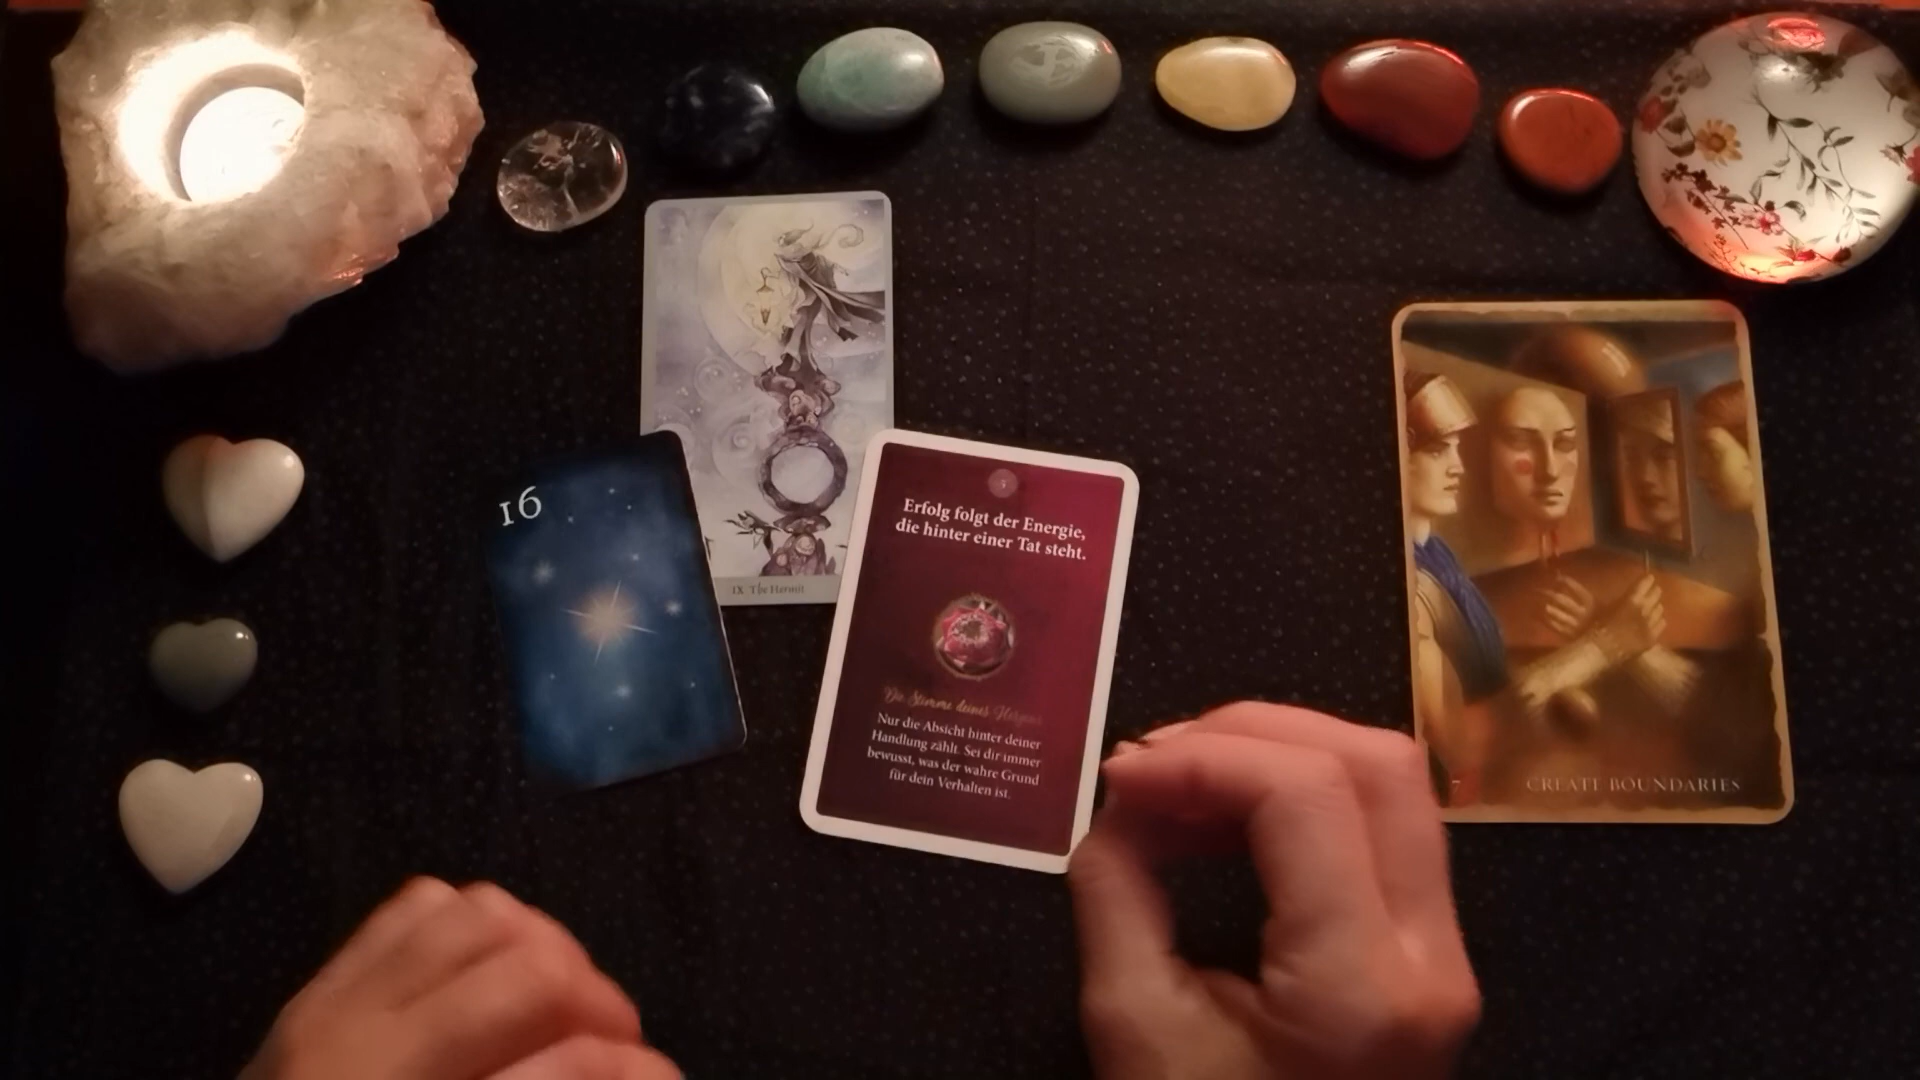 16
IX The Hermit
Erfolg folgt der Energie,
die hinter einer Tat steht.
Die Stimme deines Herzens
Nur die Absicht hinter deiner
Handlung zählt. Sei dir immer
bewusst, was der wahre Grund
für dein Verhalten ist.
7
CREATE BOUNDARIES